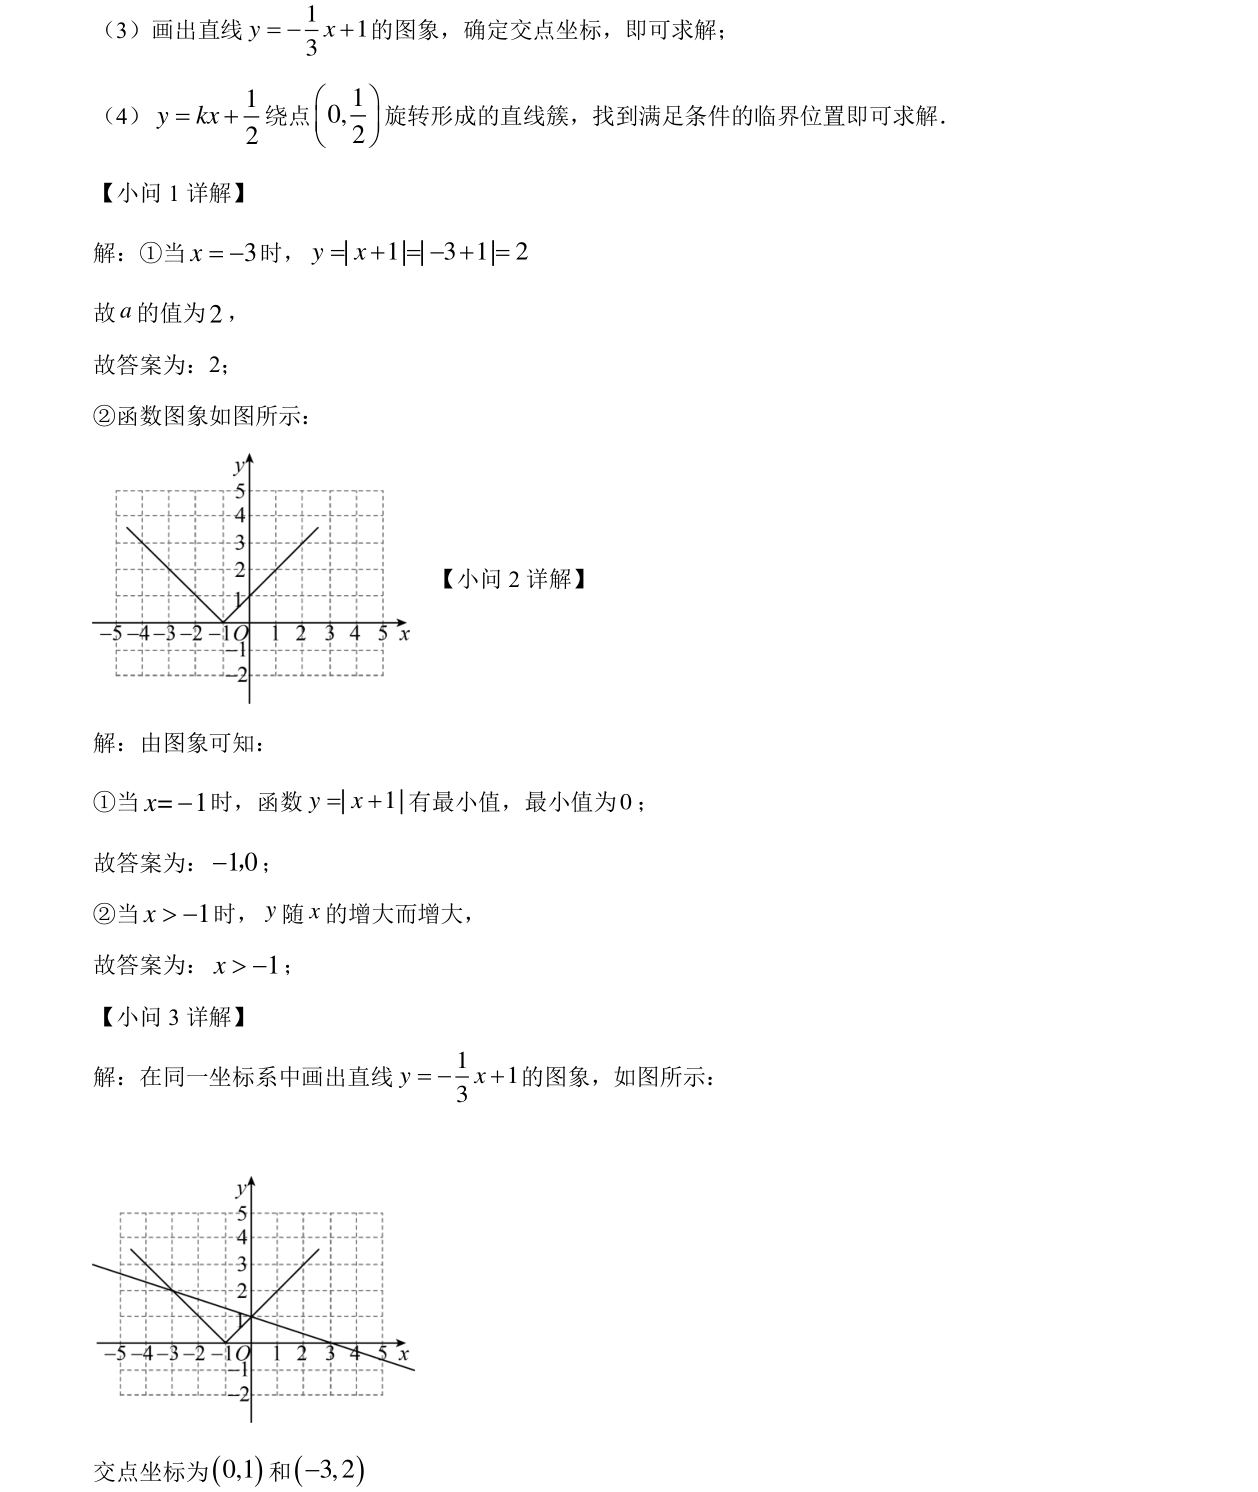 （3）画出直线 y = -1/3 x + 1 的图象，确定交点坐标，即可求解；
（4） y = kx + 1/2 绕点 (0, 1/2) 旋转形成的直线簇，找到满足条件的临界位置即可求解．
【小问 1 详解】
解：①当 x = −3 时， y =| x + 1 |=| −3 + 1 |= 2
故 a 的值为 2，
故答案为：2；
②函数图象如图所示：
y
5
4
3
2
1
−5 −4 −3 −2 −1 O 1 2 3 4 5 x
−1
−2
【小问 2 详解】
解：由图象可知：
①当 x= −1 时，函数 y =| x + 1 | 有最小值，最小值为 0；
故答案为： −1,0；
②当 x > −1 时， y 随 x 的增大而增大，
故答案为： x > −1；
【小问 3 详解】
解：在同一坐标系中画出直线 y = −1/3 x + 1 的图象，如图所示：
y
5
4
3
2
1
−5 −4 −3 −2 −1 O 1 2 3 4 5 x
−1
−2
交点坐标为 (0,1) 和 (−3, 2)